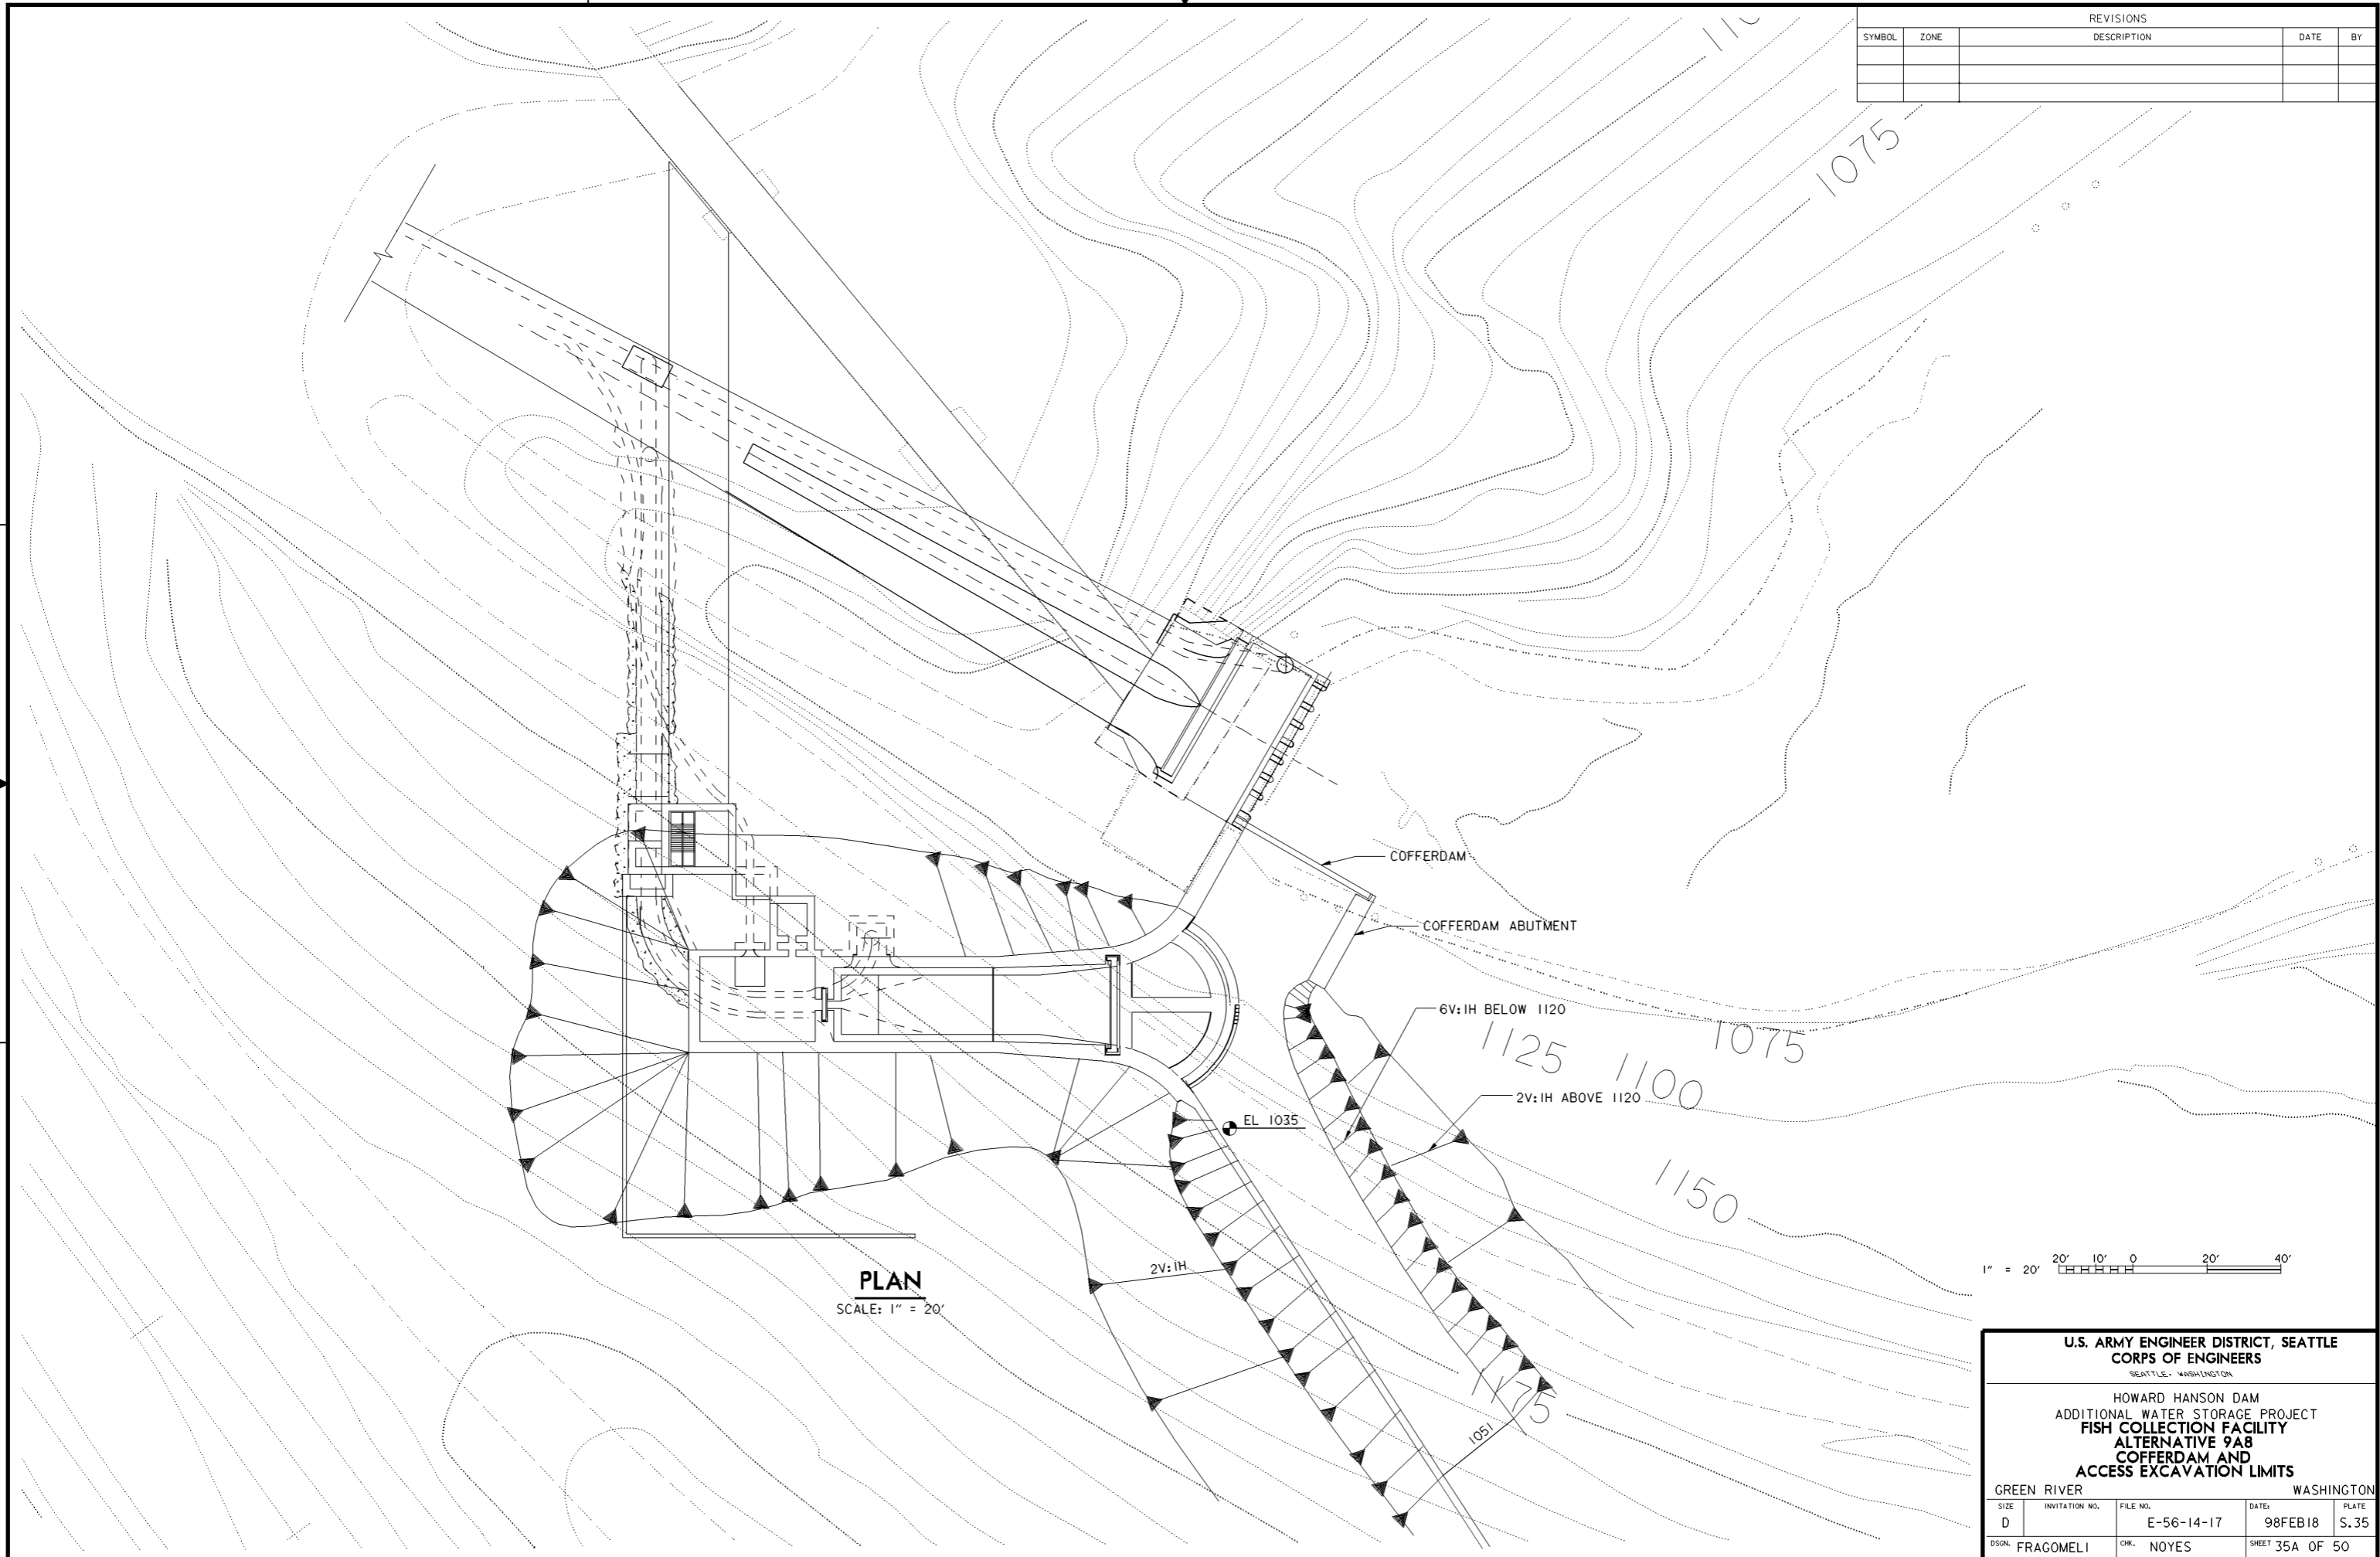 REVISIONS
SYMBOL ZONE DESCRIPTION DATE BY
1075
COFFERDAM
COFFERDAM ABUTMENT
6V:1H BELOW 1120
1125
1100
1075
2V:1H ABOVE 1120
EL 1035
1150
2V:1H
1175
1051
PLAN
SCALE: 1" = 20'
1" = 20' 20' 10' 0 20' 40'
U.S. ARMY ENGINEER DISTRICT, SEATTLE
CORPS OF ENGINEERS
SEATTLE, WASHINGTON
HOWARD HANSON DAM
ADDITIONAL WATER STORAGE PROJECT
FISH COLLECTION FACILITY
ALTERNATIVE 9A8
COFFERDAM AND
ACCESS EXCAVATION LIMITS
GREEN RIVER WASHINGTON
SIZE INVITATION NO. FILE NO. DATE: PLATE
D E-56-14-17 98FEB18 S.35
DSGN. FRAGOMELI CHK. NOYES SHEET 35A OF 50